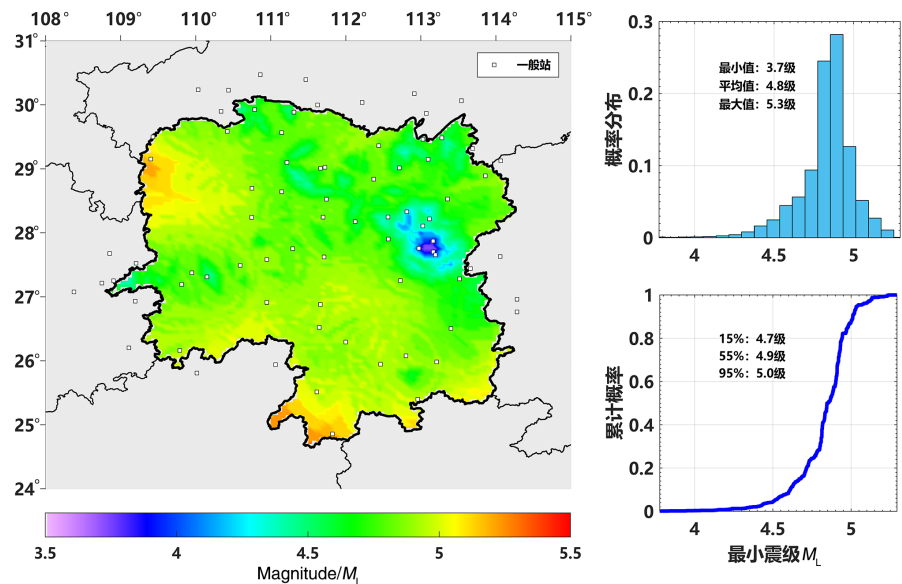 108° 109° 110° 111° 112° 113° 114° 115°
31°
30°
29°
28°
27°
26°
25°
24°
一般站
3.5 4 4.5 5 5.5
Magnitude/ML
0.3
0.2
0.1
0
概率分布
最小值：3.7级
平均值：4.8级
最大值：5.3级
4 4.5 5
1
0.8
0.6
0.4
0.2
0
累计概率
15%：4.7级
55%：4.9级
95%：5.0级
4 4.5 5
最小震级ML